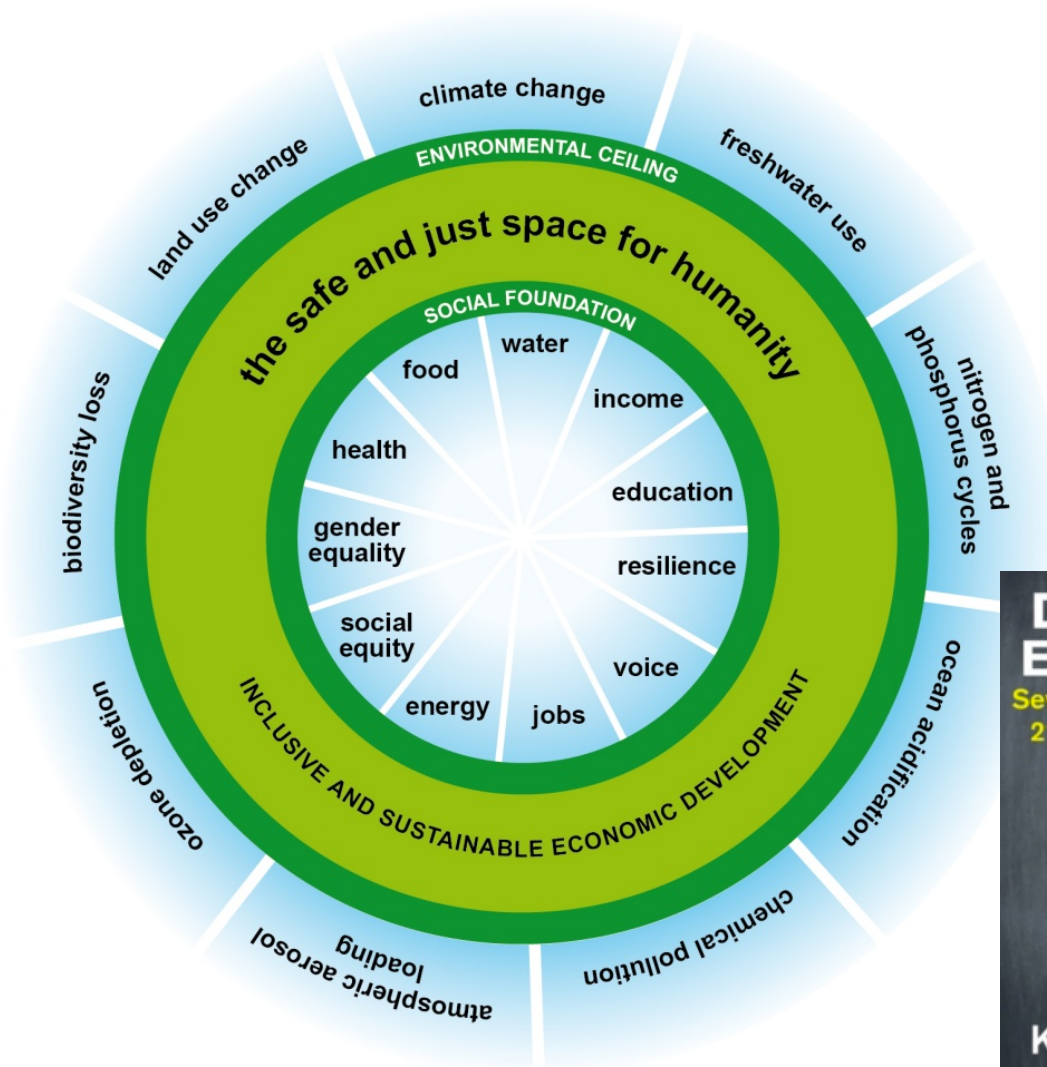 climate change
freshwater use
nitrogen and
phosphorus cycles
ocean acidification
chemical pollution
atmospheric aerosol
loading
ozone depletion
biodiversity loss
land use change
ENVIRONMENTAL CEILING
the safe and just space for humanity
SOCIAL FOUNDATION
water
income
education
resilience
voice
jobs
energy
social
equity
gender
equality
health
food
INCLUSIVE AND SUSTAINABLE ECONOMIC DEVELOPMENT
2
K